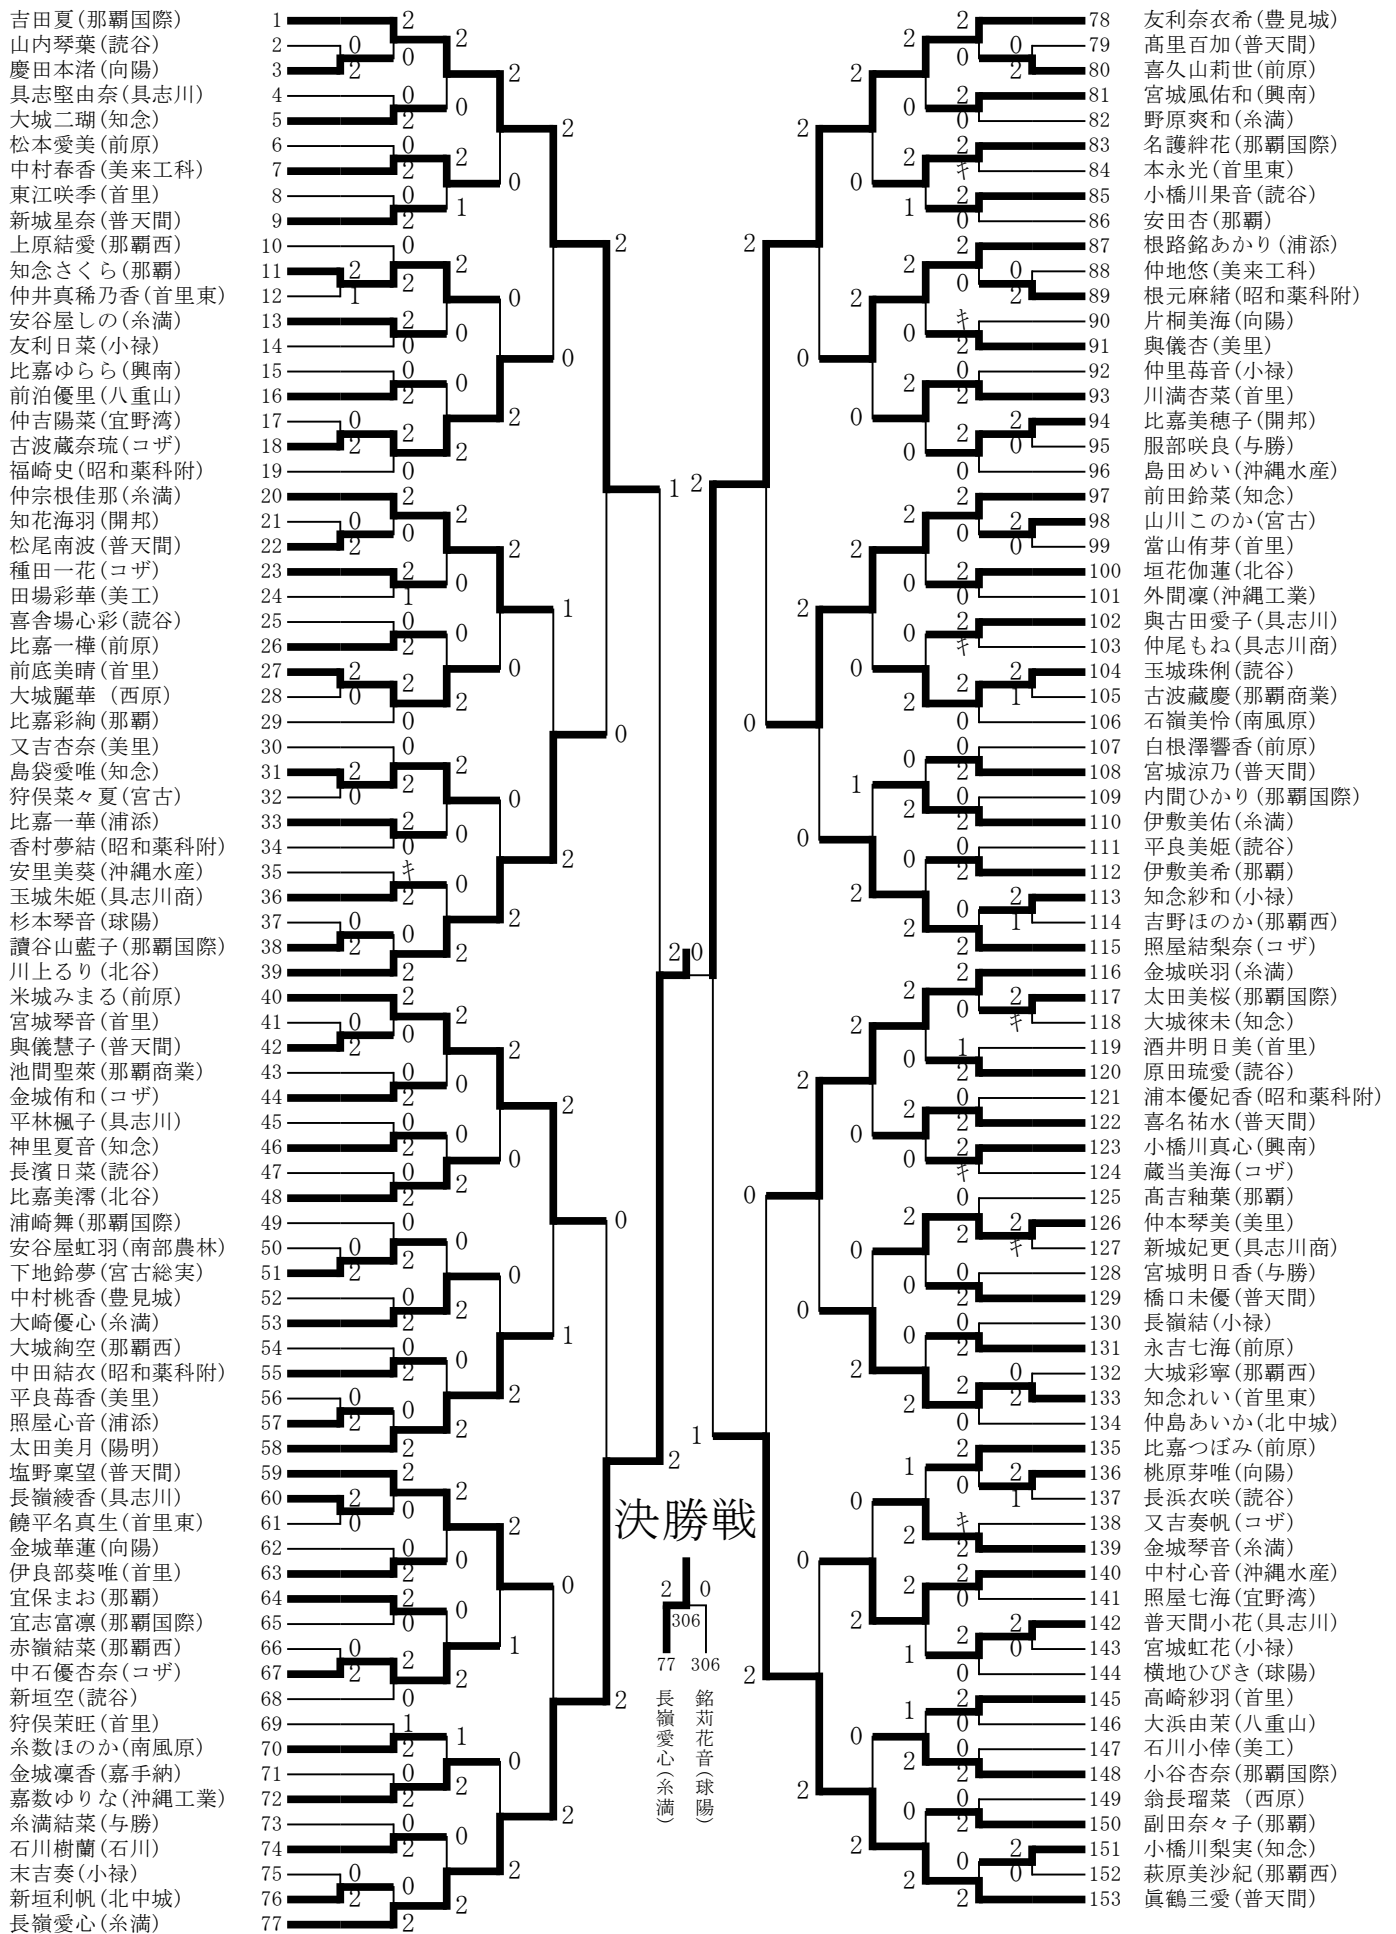 吉田夏(那覇国際) 1
山内琴葉(読谷) 2
慶田本渚(向陽) 3
具志堅由奈(具志川) 4
大城二瑚(知念) 5
松本愛美(前原) 6
中村春香(美来工科) 7
東江咲季(首里) 8
新城星奈(普天間) 9
上原結愛(那覇西) 10
知念さくら(那覇) 11
仲井真稀乃香(首里東) 12
安谷屋しの(糸満) 13
友利日菜(小禄) 14
比嘉ゆらら(興南) 15
前泊優里(八重山) 16
仲吉陽菜(宜野湾) 17
古波蔵奈琉(コザ) 18
福崎史(昭和薬科附) 19
仲宗根佳那(糸満) 20
知花海羽(開邦) 21
松尾南波(普天間) 22
種田一花(コザ) 23
田場彩華(美工) 24
喜舎場心彩(読谷) 25
比嘉一樺(前原) 26
前底美晴(首里) 27
大城麗華 (西原) 28
比嘉彩絢(那覇) 29
又吉杏奈(美里) 30
島袋愛唯(知念) 31
狩俣菜々夏(宮古) 32
比嘉一華(浦添) 33
香村夢結(昭和薬科附) 34
安里美葵(沖縄水産) 35
玉城朱姫(具志川商) 36
杉本琴音(球陽) 37
讀谷山藍子(那覇国際) 38
川上るり(北谷) 39
米城みまる(前原) 40
宮城琴音(首里) 41
與儀慧子(普天間) 42
池間聖萊(那覇商業) 43
金城侑和(コザ) 44
平林楓子(具志川) 45
神里夏音(知念) 46
長濱日菜(読谷) 47
比嘉美澪(北谷) 48
浦崎舞(那覇国際) 49
安谷屋虹羽(南部農林) 50
下地鈴夢(宮古総実) 51
中村桃香(豊見城) 52
大崎優心(糸満) 53
大城絢空(那覇西) 54
中田結衣(昭和薬科附) 55
平良苺香(美里) 56
照屋心音(浦添) 57
太田美月(陽明) 58
塩野稟望(普天間) 59
長嶺綾香(具志川) 60
饒平名真生(首里東) 61
金城華蓮(向陽) 62
伊良部葵唯(首里) 63
宜保まお(那覇) 64
宜志富凛(那覇国際) 65
赤嶺結菜(那覇西) 66
中石優杏奈(コザ) 67
新垣空(読谷) 68
狩俣茉旺(首里) 69
糸数ほのか(南風原) 70
金城凜香(嘉手納) 71
嘉数ゆりな(沖縄工業) 72
糸満結菜(与勝) 73
石川樹蘭(石川) 74
末吉奏(小禄) 75
新垣利帆(北中城) 76
長嶺愛心(糸満) 77
1 2
2 0
決勝戦
2 0
306
77 306
長嶺愛心(糸満)
銘苅花音(球陽)
78 友利奈衣希(豊見城)
79 髙里百加(普天間)
80 喜久山莉世(前原)
81 宮城風佑和(興南)
82 野原爽和(糸満)
83 名護絆花(那覇国際)
84 本永光(首里東)
85 小橋川果音(読谷)
86 安田杏(那覇)
87 根路銘あかり(浦添)
88 仲地悠(美来工科)
89 根元麻緒(昭和薬科附)
90 片桐美海(向陽)
91 與儀杏(美里)
92 仲里苺音(小禄)
93 川満杏菜(首里)
94 比嘉美穂子(開邦)
95 服部咲良(与勝)
96 島田めい(沖縄水産)
97 前田鈴菜(知念)
98 山川このか(宮古)
99 當山侑芽(首里)
100 垣花伽蓮(北谷)
101 外間凜(沖縄工業)
102 與古田愛子(具志川)
103 仲尾もね(具志川商)
104 玉城珠俐(読谷)
105 古波藏慶(那覇商業)
106 石嶺美怜(南風原)
107 白根澤響香(前原)
108 宮城涼乃(普天間)
109 内間ひかり(那覇国際)
110 伊敷美佑(糸満)
111 平良美姫(読谷)
112 伊敷美希(那覇)
113 知念紗和(小禄)
114 吉野ほのか(那覇西)
115 照屋結梨奈(コザ)
116 金城咲羽(糸満)
117 太田美桜(那覇国際)
118 大城徠未(知念)
119 酒井明日美(首里)
120 原田琉愛(読谷)
121 浦本優妃香(昭和薬科附)
122 喜名祐水(普天間)
123 小橋川真心(興南)
124 蔵当美海(コザ)
125 髙吉釉葉(那覇)
126 仲本琴美(美里)
127 新城妃更(具志川商)
128 宮城明日香(与勝)
129 橋口未優(普天間)
130 長嶺結(小禄)
131 永吉七海(前原)
132 大城彩寧(那覇西)
133 知念れい(首里東)
134 仲島あいか(北中城)
135 比嘉つぼみ(前原)
136 桃原芽唯(向陽)
137 長浜衣咲(読谷)
138 又吉奏帆(コザ)
139 金城琴音(糸満)
140 中村心音(沖縄水産)
141 照屋七海(宜野湾)
142 普天間小花(具志川)
143 宮城虹花(小禄)
144 横地ひびき(球陽)
145 高崎紗羽(首里)
146 大浜由茉(八重山)
147 石川小倖(美工)
148 小谷杏奈(那覇国際)
149 翁長瑠菜 (西原)
150 副田奈々子(那覇)
151 小橋川梨実(知念)
152 萩原美沙紀(那覇西)
153 眞鶴三愛(普天間)